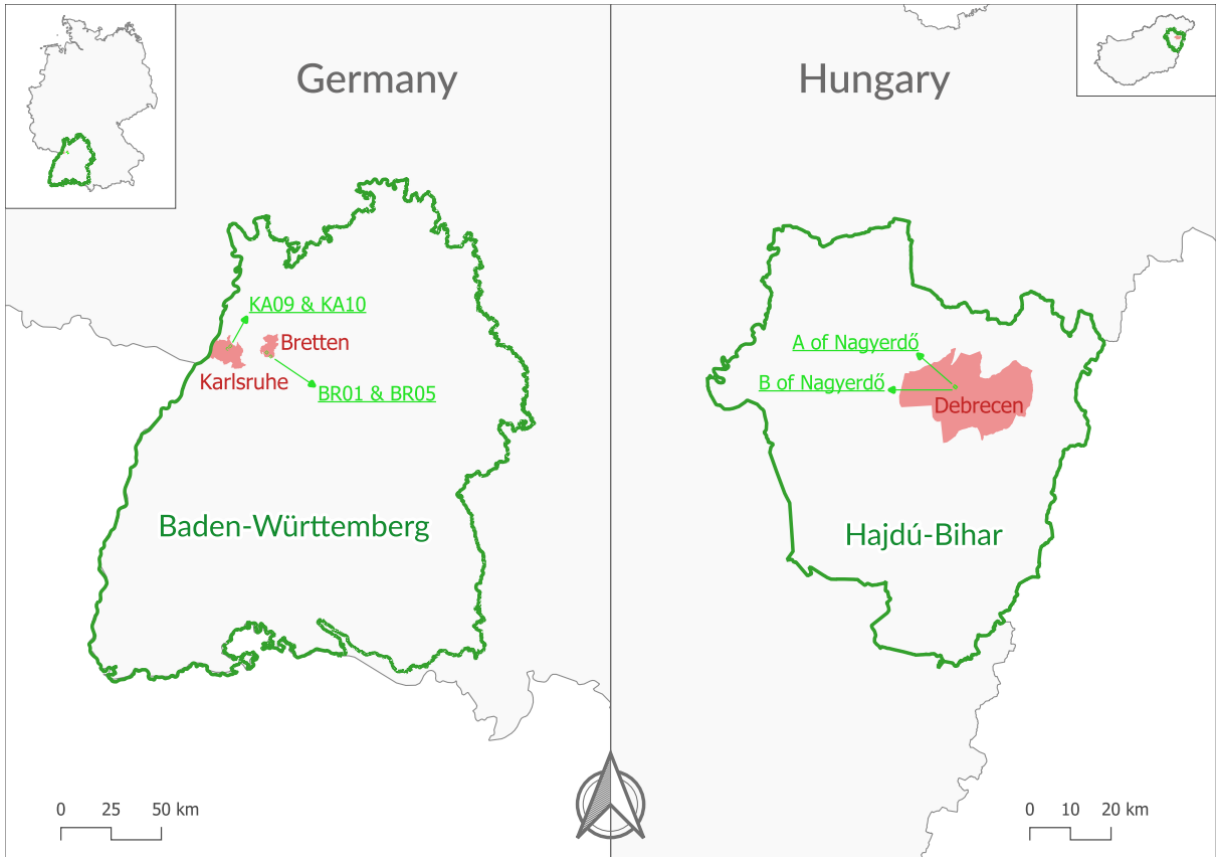 Germany
Hungary
KA09 & KA10
Bretten
Karlsruhe
BR01 & BR05
Baden-Württemberg
A of Nagyerdő
B of Nagyerdő
Debrecen
Hajdú-Bihar
0 25 50 km
0 10 20 km